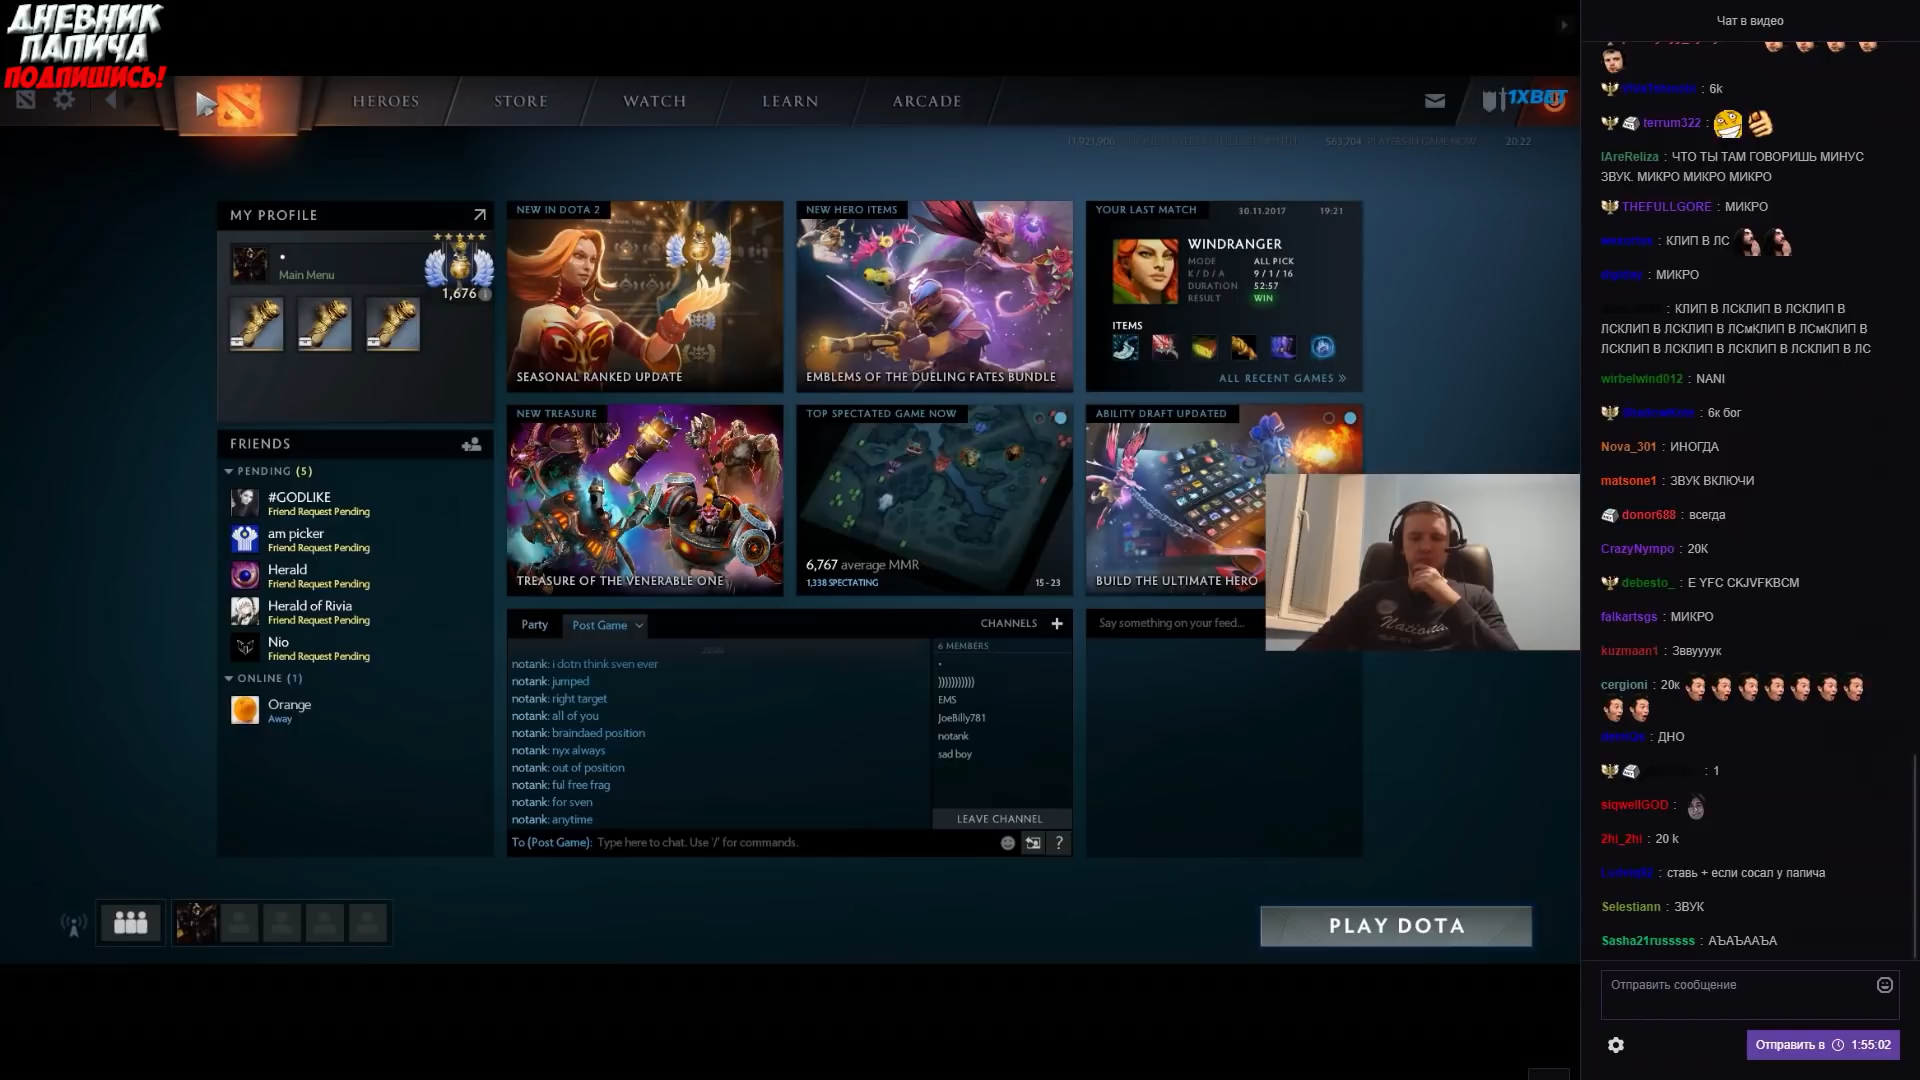 ДНЕВНИК
ПАПИЧА
ПОДПИШИСЬ!
HEROES
STORE
WATCH
LEARN
ARCADE
1XBET
563,704 PLAYERS IN GAME NOW
20:22
MY PROFILE
Main Menu
1,676
FRIENDS
PENDING (5)
#GODLIKE
Friend Request Pending
am picker
Friend Request Pending
Herald
Friend Request Pending
Herald of Rivia
Friend Request Pending
Nio
Friend Request Pending
ONLINE (1)
Orange
Away
NEW IN DOTA 2
SEASONAL RANKED UPDATE
NEW HERO ITEMS
EMBLEMS OF THE DUELING FATES BUNDLE
YOUR LAST MATCH 30.11.2017 19:21
WINDRANGER
MODE ALL PICK
K / D / A 9 / 1 / 16
DURATION 52:57
RESULT WIN
ITEMS
ALL RECENT GAMES »
NEW TREASURE
TREASURE OF THE VENERABLE ONE
TOP SPECTATED GAME NOW
6,767 average MMR
1,338 SPECTATING
15 - 23
ABILITY DRAFT UPDATED
BUILD THE ULTIMATE HERO
National
Party
Post Game
CHANNELS
notank: i dotn think sven ever
notank: jumped
notank: right target
notank: all of you
notank: braindaed position
notank: nyx always
notank: out of position
notank: ful free frag
notank: for sven
notank: anytime
To (Post Game): Type here to chat. Use '/' for commands.
?
6 MEMBERS
)))))))))))
EMS
JoeBilly781
notank
sad boy
LEAVE CHANNEL
Say something on your feed...
PLAY DOTA
Чат в видео
: 6k
terrum322 :
IAreReliza : ЧТО ТЫ ТАМ ГОВОРИШЬ МИНУС
ЗВУК. МИКРО МИКРО МИКРО
THEFULLGORE : МИКРО
: КЛИП В ЛС
: МИКРО
: КЛИП В ЛСКЛИП В ЛСКЛИП В
ЛСКЛИП В ЛСКЛИП В ЛСмКЛИП В ЛСмКЛИП В
ЛСКЛИП В ЛСКЛИП В ЛСКЛИП В ЛСКЛИП В ЛС
wirbelwind012 : NANI
: 6к бог
Nova_301 : ИНОГДА
matsone1 : ЗВУК ВКЛЮЧИ
donor688 : всегда
CrazyNympo : 20К
debesto_ : E YFC CKJVFKBCM
falkartsgs : МИКРО
kuzmaan1 : Зввуууук
cergioni : 20к
: ДНО
: 1
siqwellGOD :
2hi_2hi : 20 k
: ставь + если сосал у папича
Selestiann : ЗВУК
Sasha21russsss : АЪАЪААЪА
Отправить сообщение
Отправить в 1:55:02